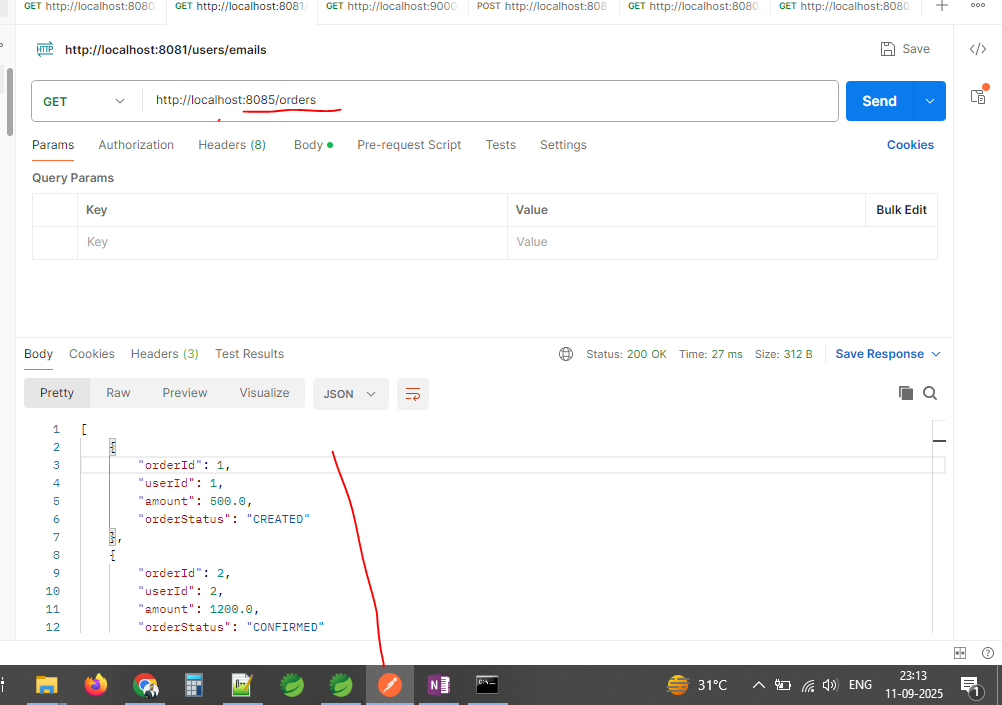 GET http://localhost:8080 GET http://localhost:8081/ GET http://localhost:9000 POST http://localhost:808 GET http://localhost:8080 GET http://localhost:8080
HTTP http://localhost:8081/users/emails Save
GET http://localhost:8085/orders Send
Params Authorization Headers (8) Body Pre-request Script Tests Settings Cookies
Query Params
Key Value Bulk Edit
Key Value
Body Cookies Headers (3) Test Results Status: 200 OK Time: 27 ms Size: 312 B Save Response
Pretty Raw Preview Visualize JSON
1 [
2 {
3 "orderId": 1,
4 "userId": 1,
5 "amount": 500.0,
6 "orderStatus": "CREATED"
7 },
8 {
9 "orderId": 2,
10 "userId": 2,
11 "amount": 1200.0,
12 "orderStatus": "CONFIRMED"
31°C ENG 23:13
11-09-2025 1